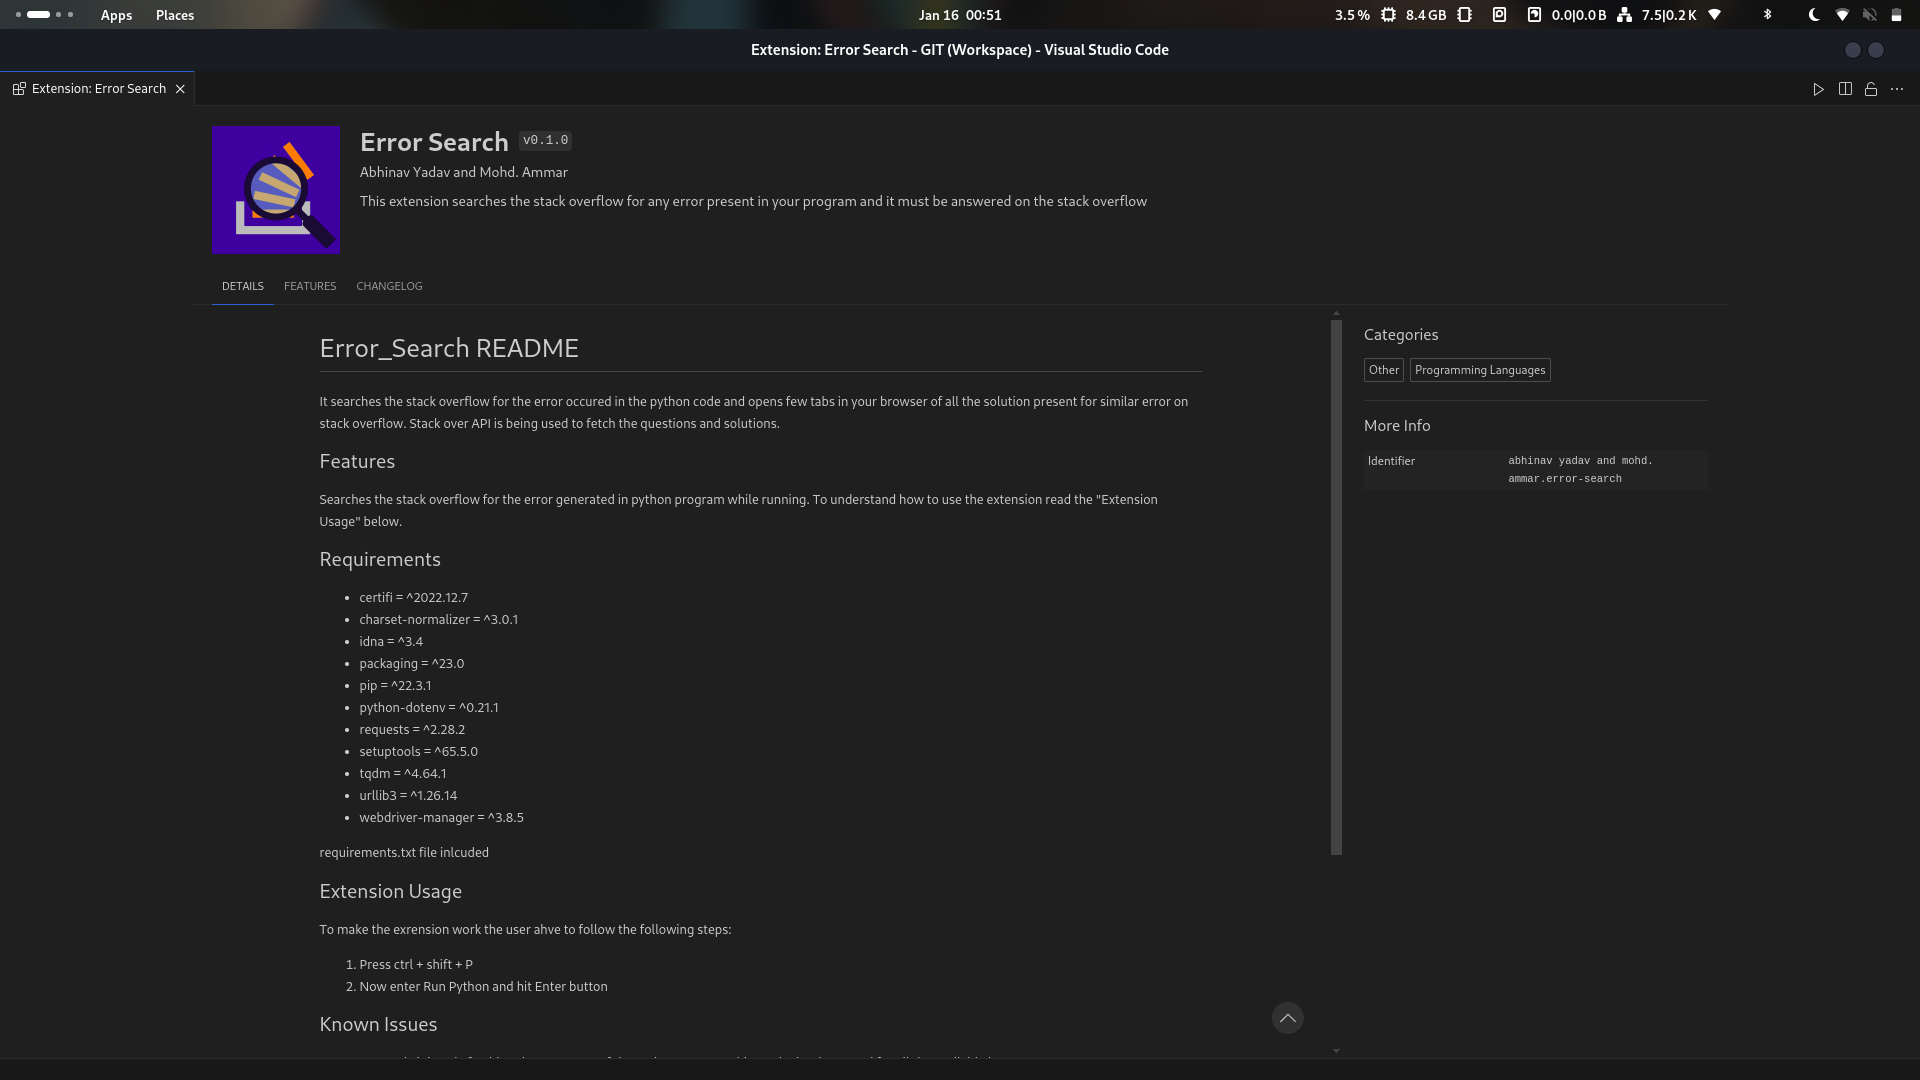 Apps Places Jan 16 00:51 3.5 % 8.4 GB 0.0|0.0 B 7.5|0.2 K
Extension: Error Search - GIT (Workspace) - Visual Studio Code
Extension: Error Search
Error Search v0.1.0
Abhinav Yadav and Mohd. Ammar
This extension searches the stack overflow for any error present in your program and it must be answered on the stack overflow
DETAILS FEATURES CHANGELOG
Error_Search README
It searches the stack overflow for the error occured in the python code and opens few tabs in your browser of all the solution present for similar error on
stack overflow. Stack over API is being used to fetch the questions and solutions.
Features
Searches the stack overflow for the error generated in python program while running. To understand how to use the extension read the "Extension
Usage" below.
Requirements
• certifi = ^2022.12.7
• charset-normalizer = ^3.0.1
• idna = ^3.4
• packaging = ^23.0
• pip = ^22.3.1
• python-dotenv = ^0.21.1
• requests = ^2.28.2
• setuptools = ^65.5.0
• tqdm = ^4.64.1
• urllib3 = ^1.26.14
• webdriver-manager = ^3.8.5
requirements.txt file inlcuded
Extension Usage
To make the exrension work the user ahve to follow the following steps:
1. Press ctrl + shift + P
2. Now enter Run Python and hit Enter button
Known Issues
Categories
Other Programming Languages
More Info
Identifier abhinav yadav and mohd.
ammar.error-search